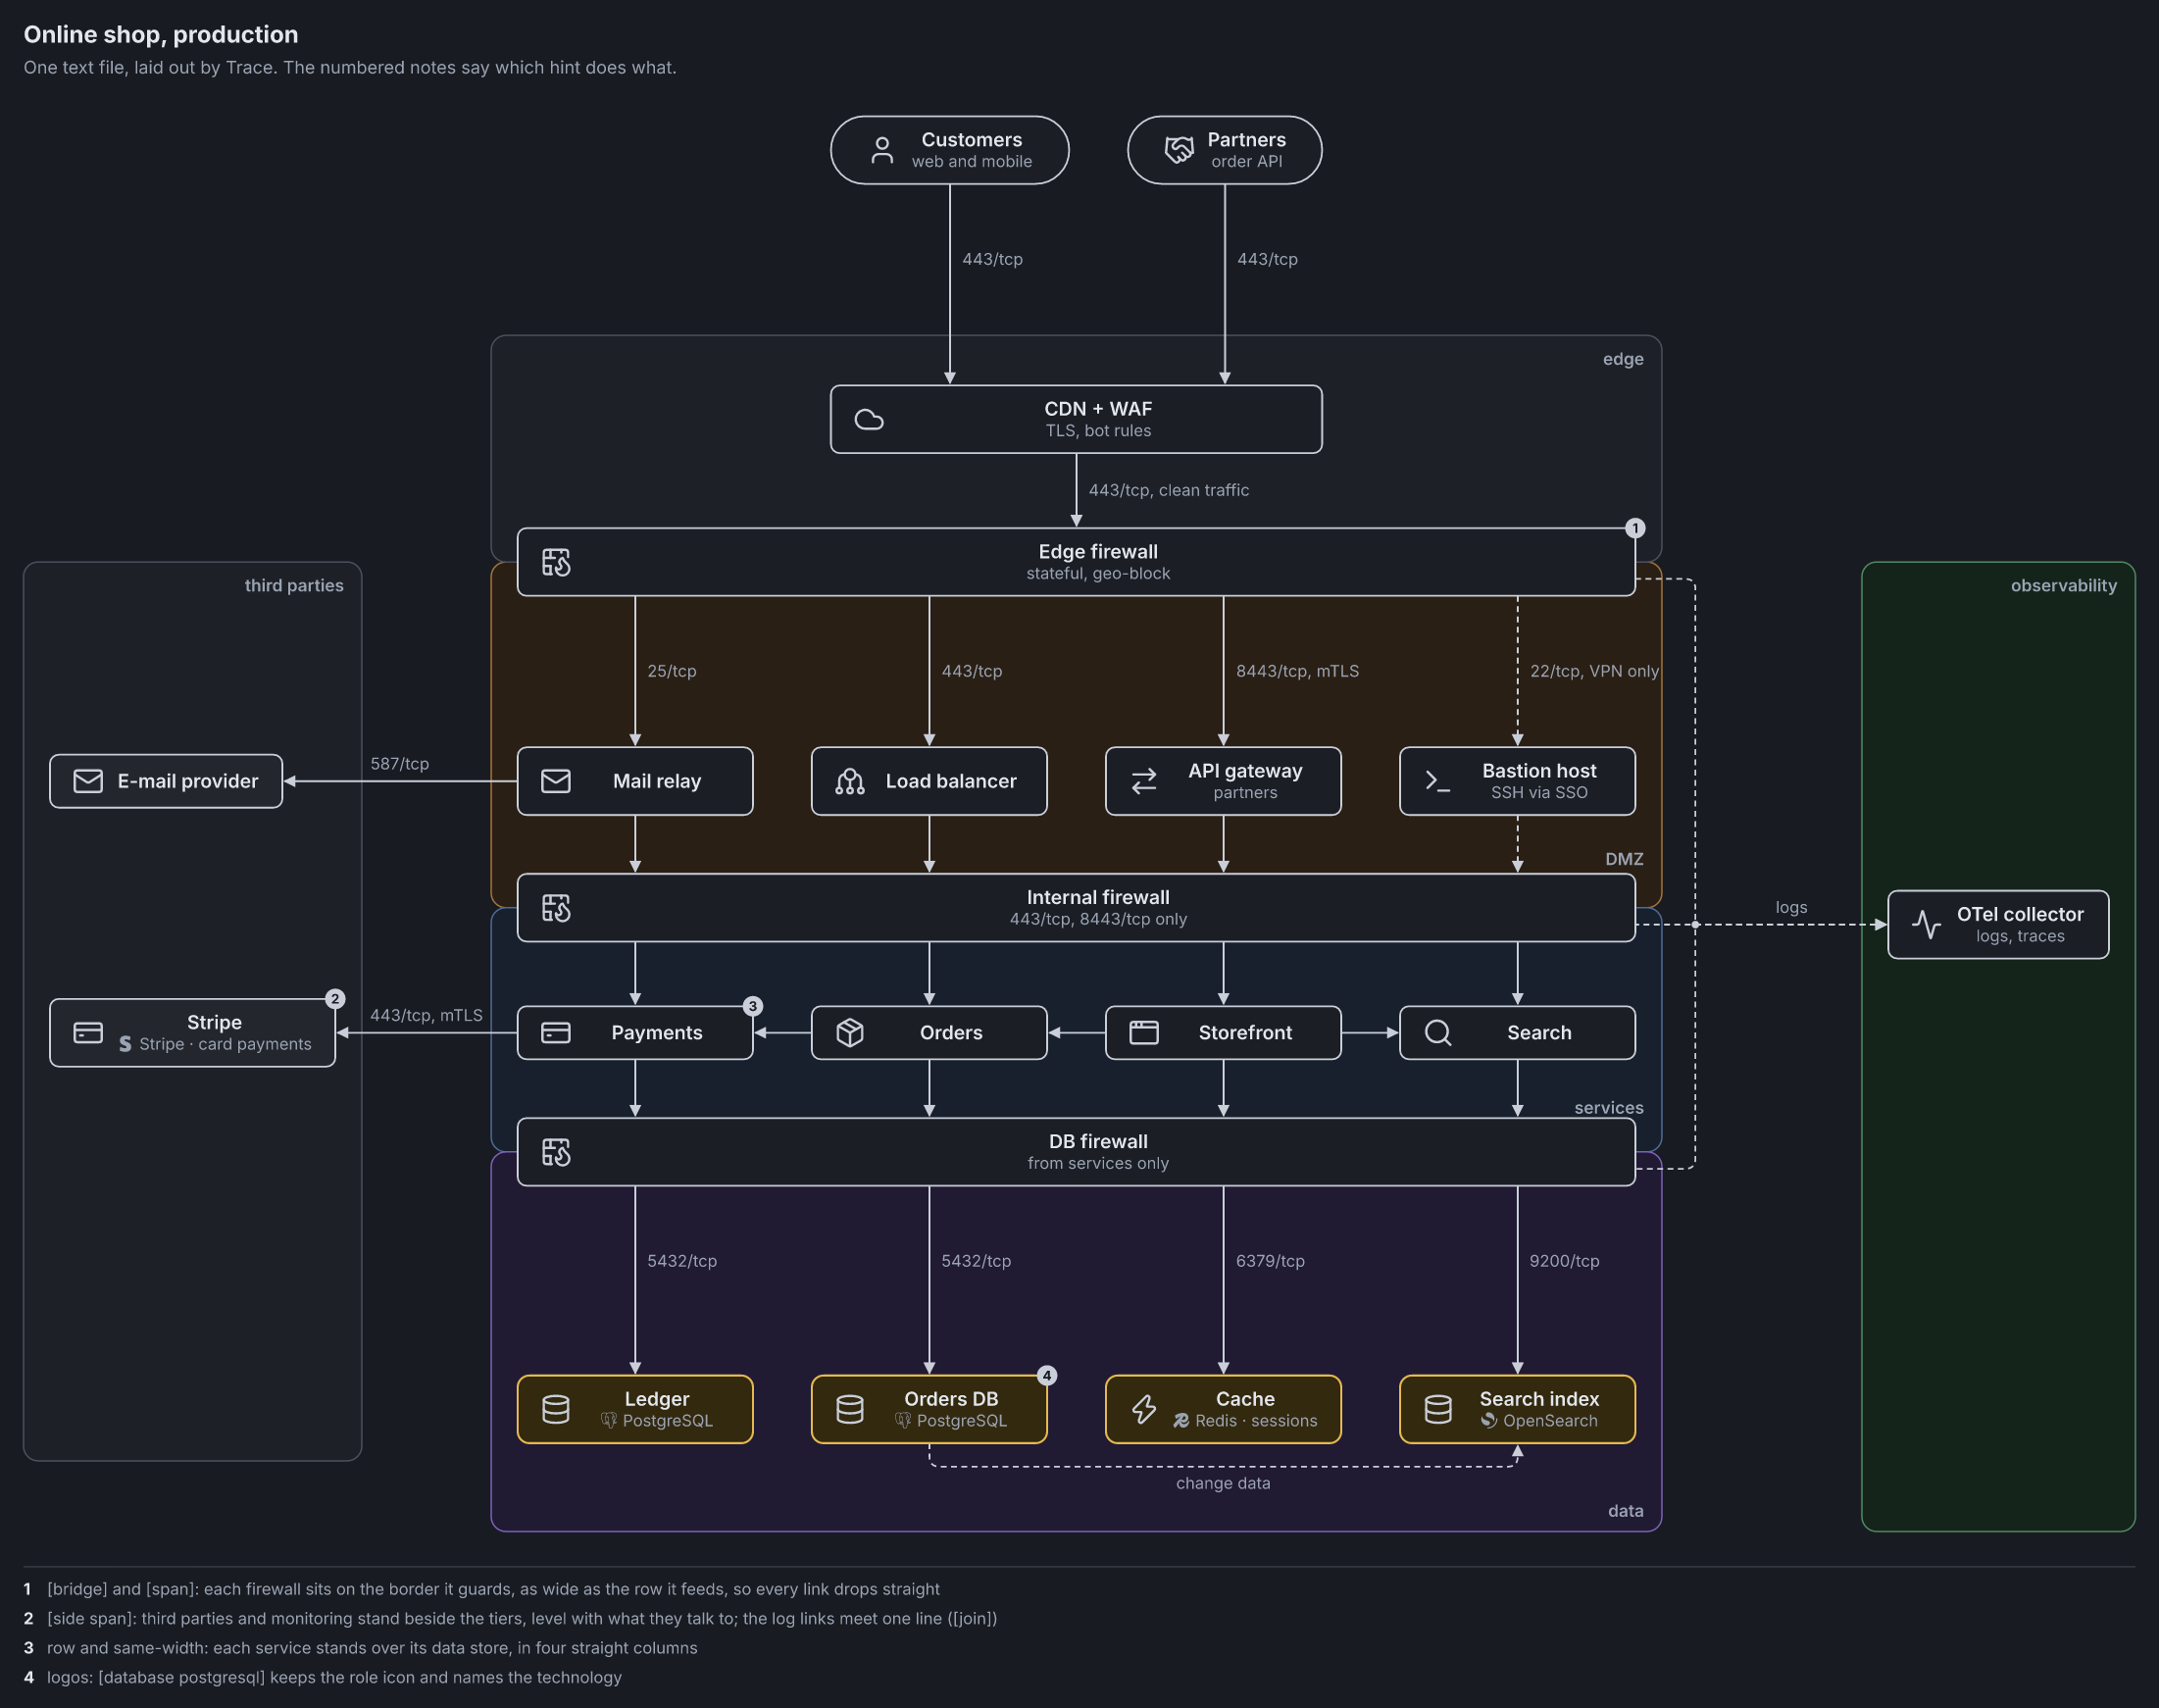 Online shop, production
One text file, laid out by Trace. The numbered notes say which hint does what.
Customers
web and mobile
Partners
order API
443/tcp
443/tcp
edge
CDN + WAF
TLS, bot rules
443/tcp, clean traffic
1
Edge firewall
stateful, geo-block
third parties
observability
25/tcp
443/tcp
8443/tcp, mTLS
22/tcp, VPN only
587/tcp
E-mail provider
Mail relay
Load balancer
API gateway
partners
Bastion host
SSH via SSO
DMZ
Internal firewall
443/tcp, 8443/tcp only
logs
OTel collector
logs, traces
2
Stripe
Stripe · card payments
443/tcp, mTLS
3
Payments
Orders
Storefront
Search
services
DB firewall
from services only
5432/tcp
5432/tcp
6379/tcp
9200/tcp
Ledger
PostgreSQL
4
Orders DB
PostgreSQL
Cache
Redis · sessions
Search index
OpenSearch
change data
data
1 [bridge] and [span]: each firewall sits on the border it guards, as wide as the row it feeds, so every link drops straight
2 [side span]: third parties and monitoring stand beside the tiers, level with what they talk to; the log links meet one line ([join])
3 row and same-width: each service stands over its data store, in four straight columns
4 logos: [database postgresql] keeps the role icon and names the technology